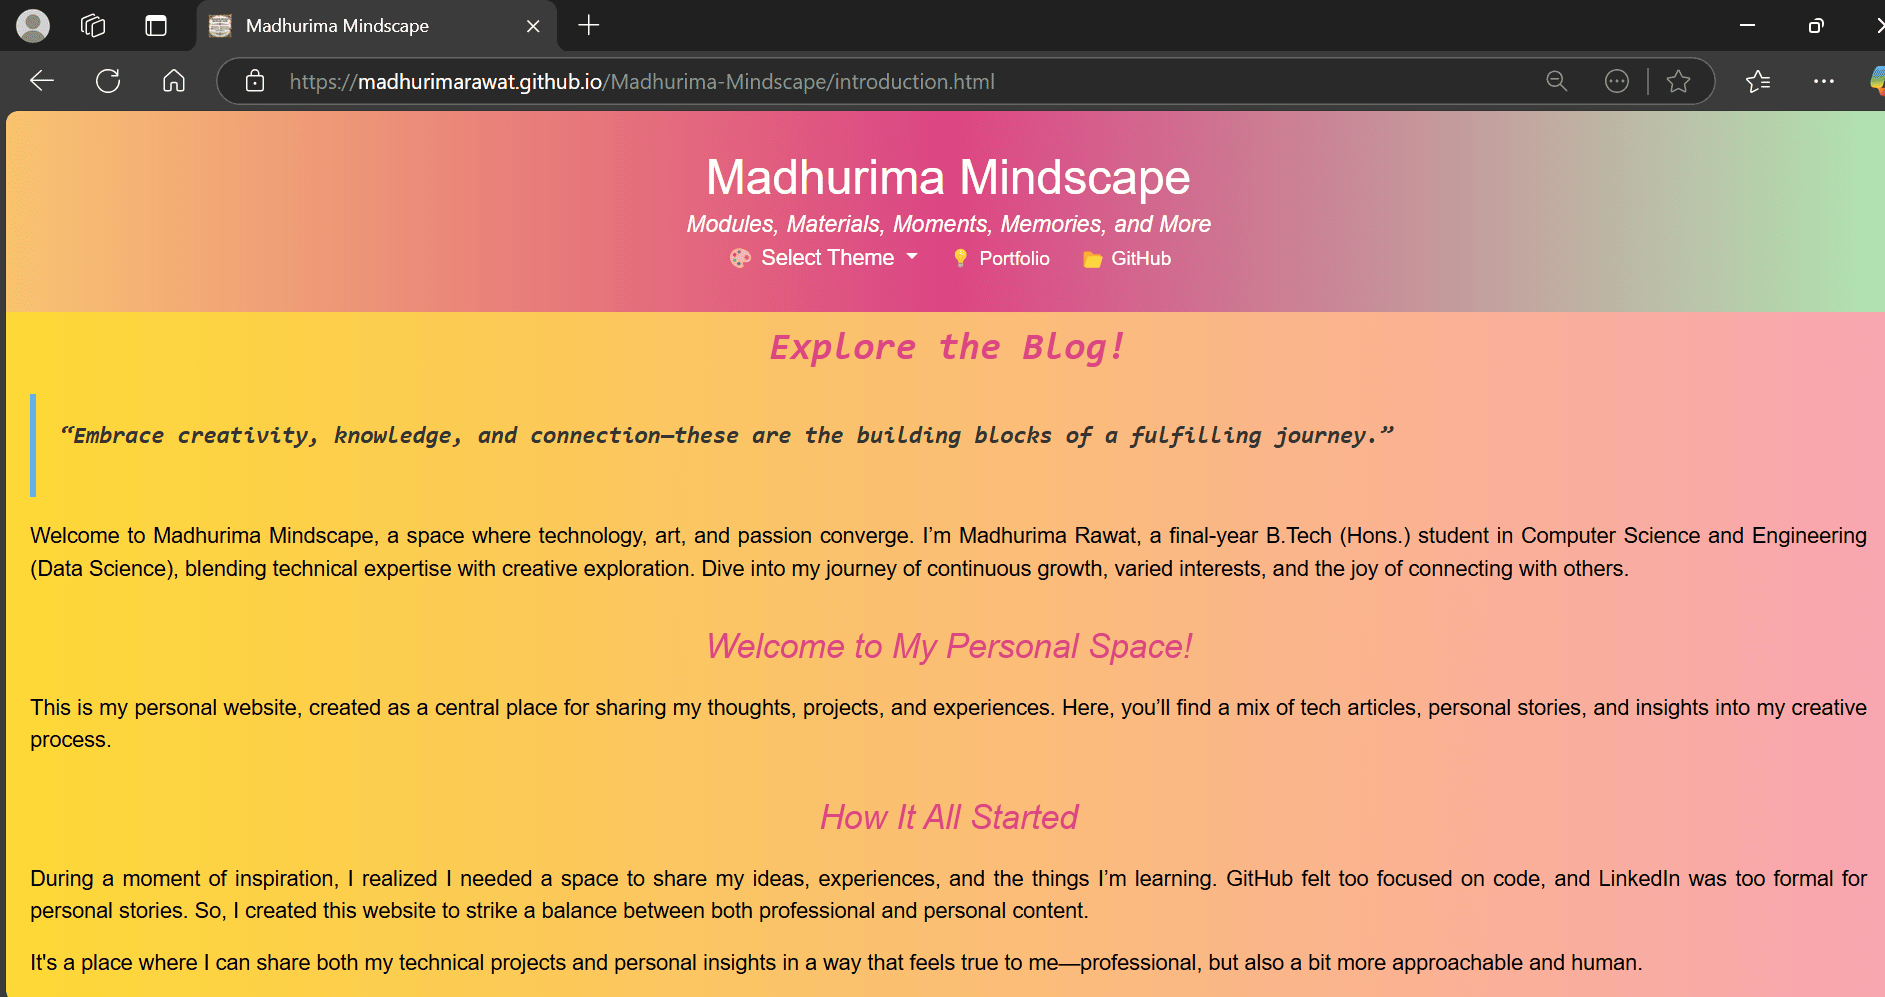 Madhurima Mindscape
https://madhurimarawat.github.io/Madhurima-Mindscape/introduction.html
Madhurima Mindscape
Modules, Materials, Moments, Memories, and More
Select Theme Portfolio GitHub
Explore the Blog!
“Embrace creativity, knowledge, and connection—these are the building blocks of a fulfilling journey.”
Welcome to Madhurima Mindscape, a space where technology, art, and passion converge. I’m Madhurima Rawat, a final-year B.Tech (Hons.) student in Computer Science and Engineering
(Data Science), blending technical expertise with creative exploration. Dive into my journey of continuous growth, varied interests, and the joy of connecting with others.
Welcome to My Personal Space!
This is my personal website, created as a central place for sharing my thoughts, projects, and experiences. Here, you’ll find a mix of tech articles, personal stories, and insights into my creative
process.
How It All Started
During a moment of inspiration, I realized I needed a space to share my ideas, experiences, and the things I’m learning. GitHub felt too focused on code, and LinkedIn was too formal for
personal stories. So, I created this website to strike a balance between both professional and personal content.
It's a place where I can share both my technical projects and personal insights in a way that feels true to me—professional, but also a bit more approachable and human.